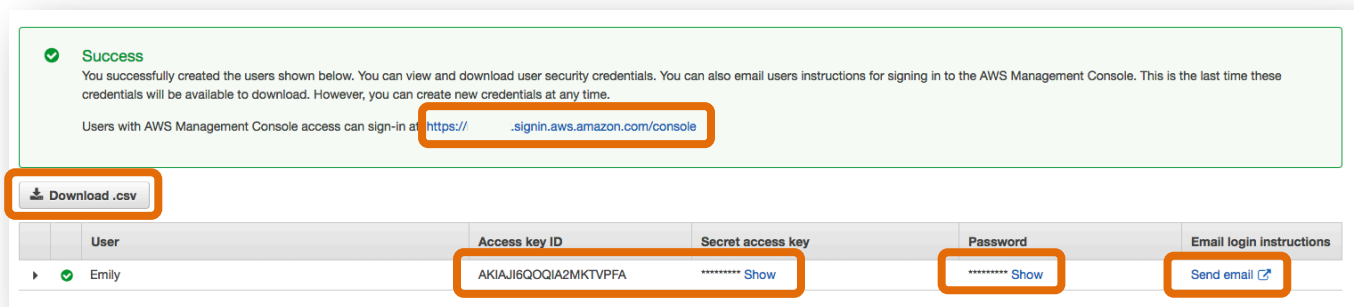 Success
You successfully created the users shown below. You can view and download user security credentials. You can also email users instructions for signing in to the AWS Management Console. This is the last time these
credentials will be available to download. However, you can create new credentials at any time.
Users with AWS Management Console access can sign-in at https:// .signin.aws.amazon.com/console
Download .csv
User Access key ID Secret access key Password Email login instructions
Emily AKIAJI6QOQIA2MKTVPFA ********* Show ********* Show Send email